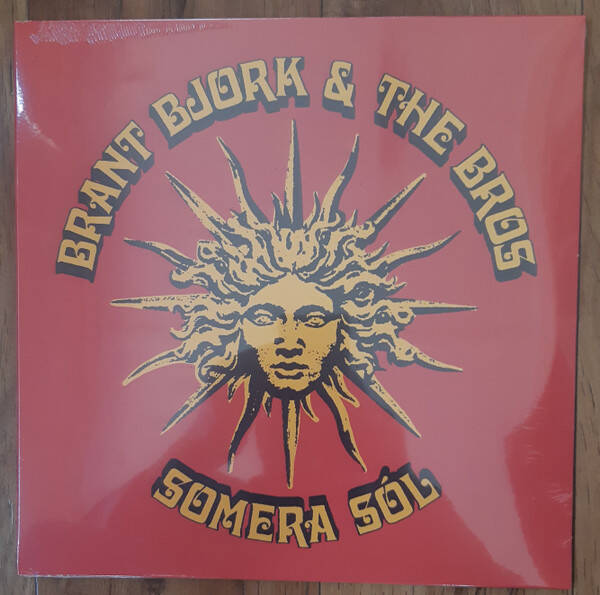 BRANT BJORK & THE BROS
SOMERA SÓL